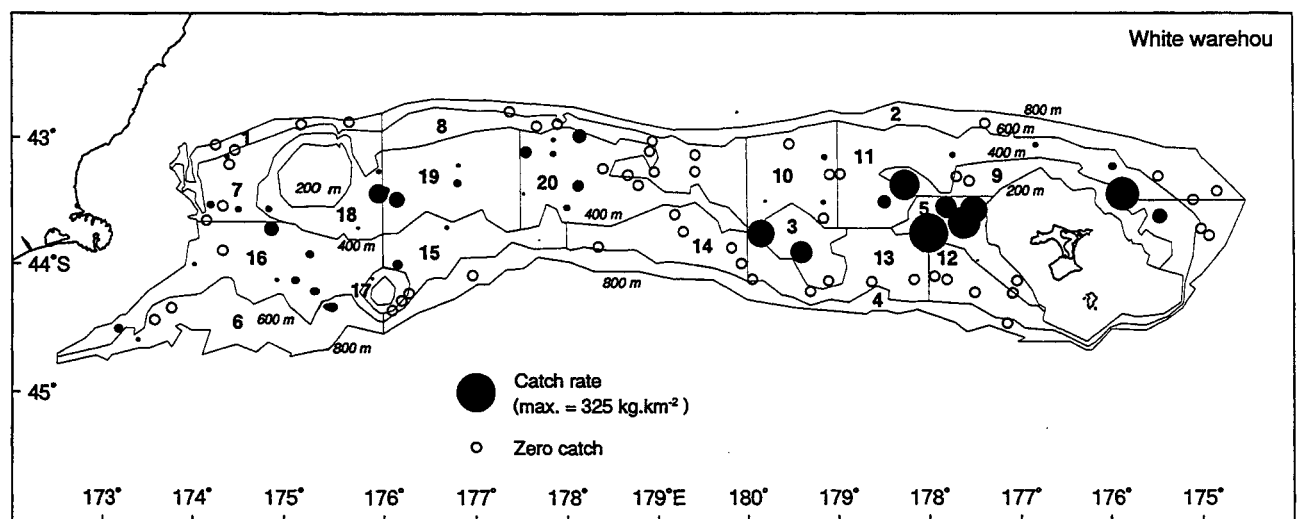 White warehou
2
800 m
600 m
43°
1
8
11
400 m
9
7
200 m
19
20
10
200 m
18
5
400 m
3
400 m
14
15
16
13
12
44°S
17
4
800 m
6
600 m
800 m
45°
Catch rate
(max. = 325 kg.km-2)
Zero catch
173° 174° 175° 176° 177° 178° 179°E 180° 179° 178° 177° 176° 175°